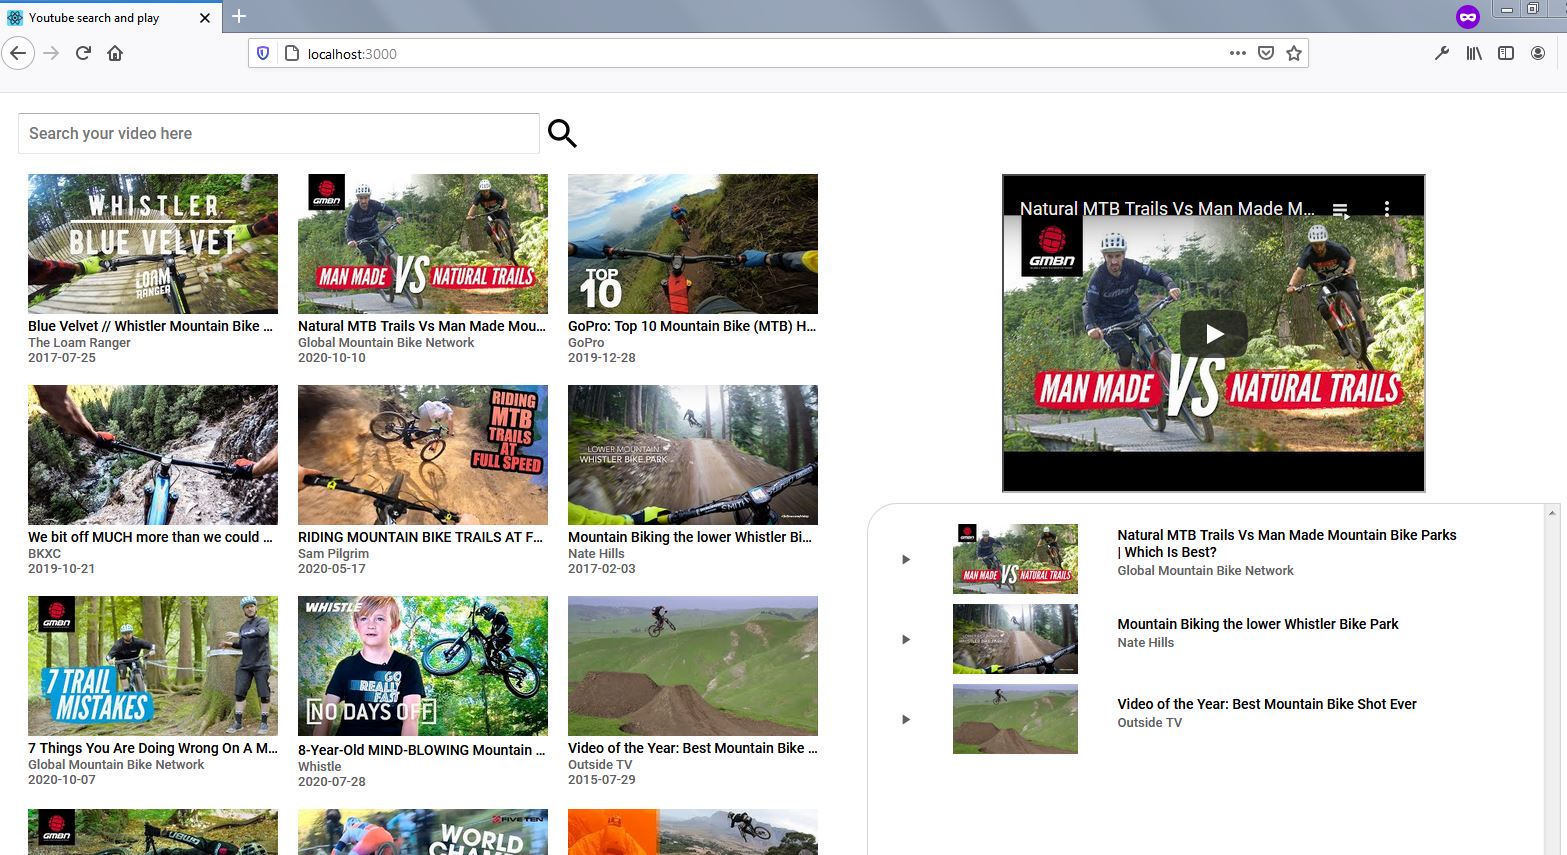 Youtube search and play
localhost:3000
Search your video here
WHISTLER
BLUE VELVET
LOAM
RANGER
Blue Velvet // Whistler Mountain Bike ...
The Loam Ranger
2017-07-25
GMBN
MAN MADE VS NATURAL TRAILS
Natural MTB Trails Vs Man Made Mou...
Global Mountain Bike Network
2020-10-10
TOP
10
GoPro: Top 10 Mountain Bike (MTB) H...
GoPro
2019-12-28
We bit off MUCH more than we could ...
BKXC
2019-10-21
RIDING
MTB
TRAILS
AT
FULL SPEED
RIDING MOUNTAIN BIKE TRAILS AT F...
Sam Pilgrim
2020-05-17
LOWER MOUNTAIN
WHISTLER BIKE PARK
Mountain Biking the lower Whistler Bi...
Nate Hills
2017-02-03
GMBN
7 TRAIL
MISTAKES
7 Things You Are Doing Wrong On A M...
Global Mountain Bike Network
2020-10-07
WHISTLE
GO
REALLY
FAST
NO DAYS OFF
8-Year-Old MIND-BLOWING Mountain ...
Whistle
2020-07-28
Video of the Year: Best Mountain Bike ...
Outside TV
2015-07-29
GMBN
FIVE TEN
WORLD
Natural MTB Trails Vs Man Made M...
GMBN
MAN MADE VS NATURAL TRAILS
MAN MADE VS NATURAL TRAILS
Natural MTB Trails Vs Man Made Mountain Bike Parks
| Which Is Best?
Global Mountain Bike Network
Mountain Biking the lower Whistler Bike Park
Nate Hills
Video of the Year: Best Mountain Bike Shot Ever
Outside TV